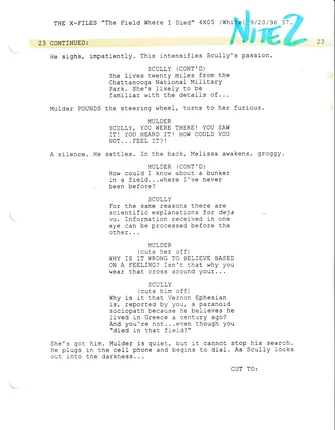 THE X-FILES "The Field Where I Died" 4X05 (White) 9/20/96 37.
NITE 2
23 CONTINUED: 23
He sighs, impatiently. This intensifies Scully's passion.
SCULLY (CONT'D)
She lives twenty miles from the
Chattanooga National Military
Park. She's likely to be
familiar with the details of...
Mulder POUNDS the steering wheel, turns to her furious.
MULDER
SCULLY, YOU WERE THERE! YOU SAW
IT! YOU HEARD IT! HOW COULD YOU
NOT...FEEL IT?!
A silence. He settles. In the back, Melissa awakens, groggy.
MULDER (CONT'D)
How could I know about a bunker
in a field...where I've never
been before?
SCULLY
For the same reasons there are
scientific explanations for deja
vu. Information received in one
eye can be processed before the
other...
MULDER
(cuts her off)
WHY IS IT WRONG TO BELIEVE BASED
ON A FEELING? Isn't that why you
wear that cross around your...
SCULLY
(cuts him off)
Why is it that Vernon Ephesian
is, reported by you, a paranoid
sociopath because he believes he
lived in Greece a century ago?
And you're not...even though you
"died in that field?"
She's got him. Mulder is quiet, but it cannot stop his search.
He plugs in the cell phone and begins to dial. As Scully looks
out into the darkness...
CUT TO: